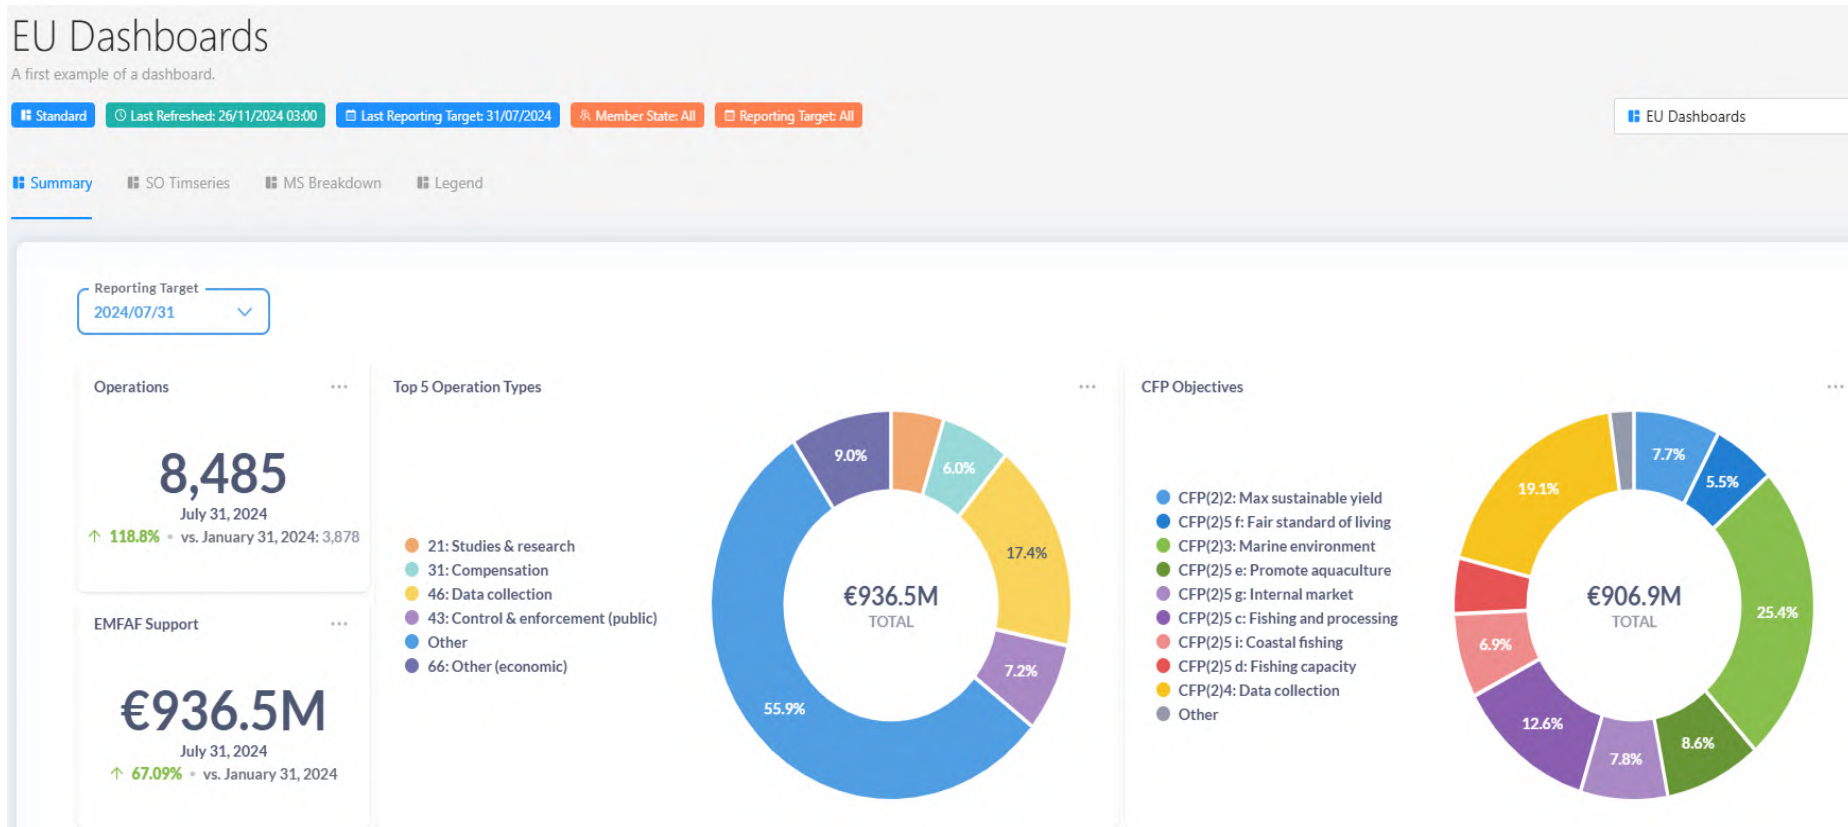 EU Dashboards
A first example of a dashboard.
Standard
Last Refreshed: 26/11/2024 03:00
Last Reporting Target: 31/07/2024
Member State: All
Reporting Target: All
EU Dashboards
Summary
SO Timseries
MS Breakdown
Legend
Reporting Target
2024/07/31
Operations
8,485
July 31, 2024
118.8% • vs. January 31, 2024: 3,878
EMFAF Support
€936.5M
July 31, 2024
67.09% • vs. January 31, 2024
Top 5 Operation Types
21: Studies & research
31: Compensation
46: Data collection
43: Control & enforcement (public)
Other
66: Other (economic)
9.0%
6.0%
17.4%
7.2%
55.9%
€936.5M
TOTAL
CFP Objectives
CFP(2)2: Max sustainable yield
CFP(2)5 f: Fair standard of living
CFP(2)3: Marine environment
CFP(2)5 e: Promote aquaculture
CFP(2)5 g: Internal market
CFP(2)5 c: Fishing and processing
CFP(2)5 i: Coastal fishing
CFP(2)5 d: Fishing capacity
CFP(2)4: Data collection
Other
7.7%
5.5%
25.4%
8.6%
7.8%
12.6%
6.9%
19.1%
€906.9M
TOTAL